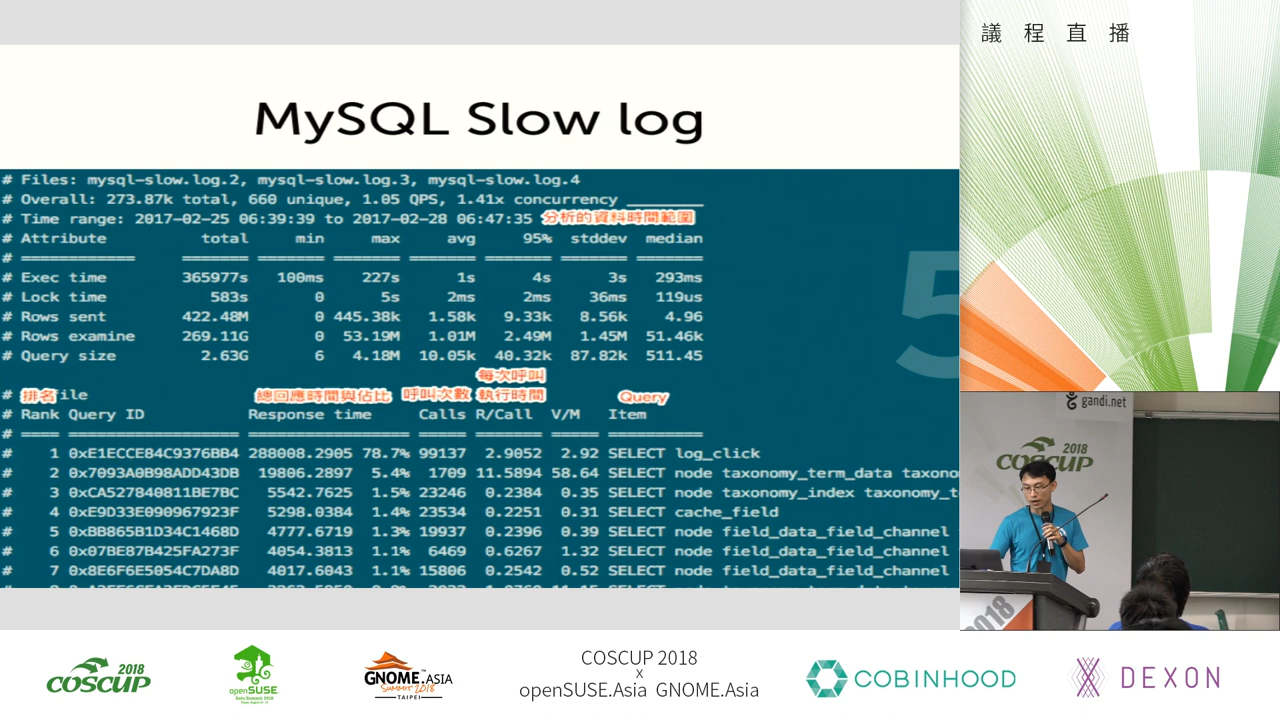 議 程 直 播
MySQL Slow log
# Files: mysql-slow.log.2, mysql-slow.log.3, mysql-slow.log.4
# Overall: 273.87k total, 660 unique, 1.05 QPS, 1.41x concurrency ________
# Time range: 2017-02-25 06:39:39 to 2017-02-28 06:47:35 分析的資料時間範圍
# Attribute total min max avg 95% stddev median
# ============ ======= ======= ======= ======= ======= ======= =======
# Exec time 365977s 100ms 227s 1s 4s 3s 293ms
# Lock time 583s 0 5s 2ms 2ms 36ms 119us
# Rows sent 422.48M 0 445.38k 1.58k 9.33k 8.56k 4.96
# Rows examine 269.11G 0 53.19M 1.01M 2.49M 1.45M 51.46k
# Query size 2.63G 6 4.18M 10.05k 40.32k 87.82k 511.45
每次呼叫
# 排名ile 總回應時間與佔比 呼叫次數 執行時間 Query
# Rank Query ID Response time Calls R/Call V/M Item
# ==== ================== ================ ===== ======= ===== ==========
# 1 0xE1ECCE84C9376BB4 288008.2905 78.7% 99137 2.9052 2.92 SELECT log_click
# 2 0x7093A0B98ADD43DB 19806.2897 5.4% 1709 11.5894 58.64 SELECT node taxonomy_term_data taxono
# 3 0xCA527840811BE7BC 5542.7625 1.5% 23246 0.2384 0.35 SELECT node taxonomy_index taxonomy_t
# 4 0xE9D33E090967923F 5298.0359 1.4% 23534 0.2251 0.31 SELECT cache_field
# 5 0xBB865B1D34C1468D 4777.6719 1.3% 19937 0.2396 0.39 SELECT node field_data_field_channel
# 6 0x07BE87B425FA273F 4054.3813 1.1% 6469 0.6267 1.32 SELECT node field_data_field_channel
# 7 0x8E6F6E5054C7DA8D 4017.6043 1.1% 15806 0.2542 0.52 SELECT node field_data_field_channel
5
gandi.net
2018
COSCUP
2018
2018
COSCUP
openSUSE
GNOME.ASIA
SUMMIT 2018
TAIPEI
COSCUP 2018
x
openSUSE.Asia GNOME.Asia
COBINHOOD
DEXON